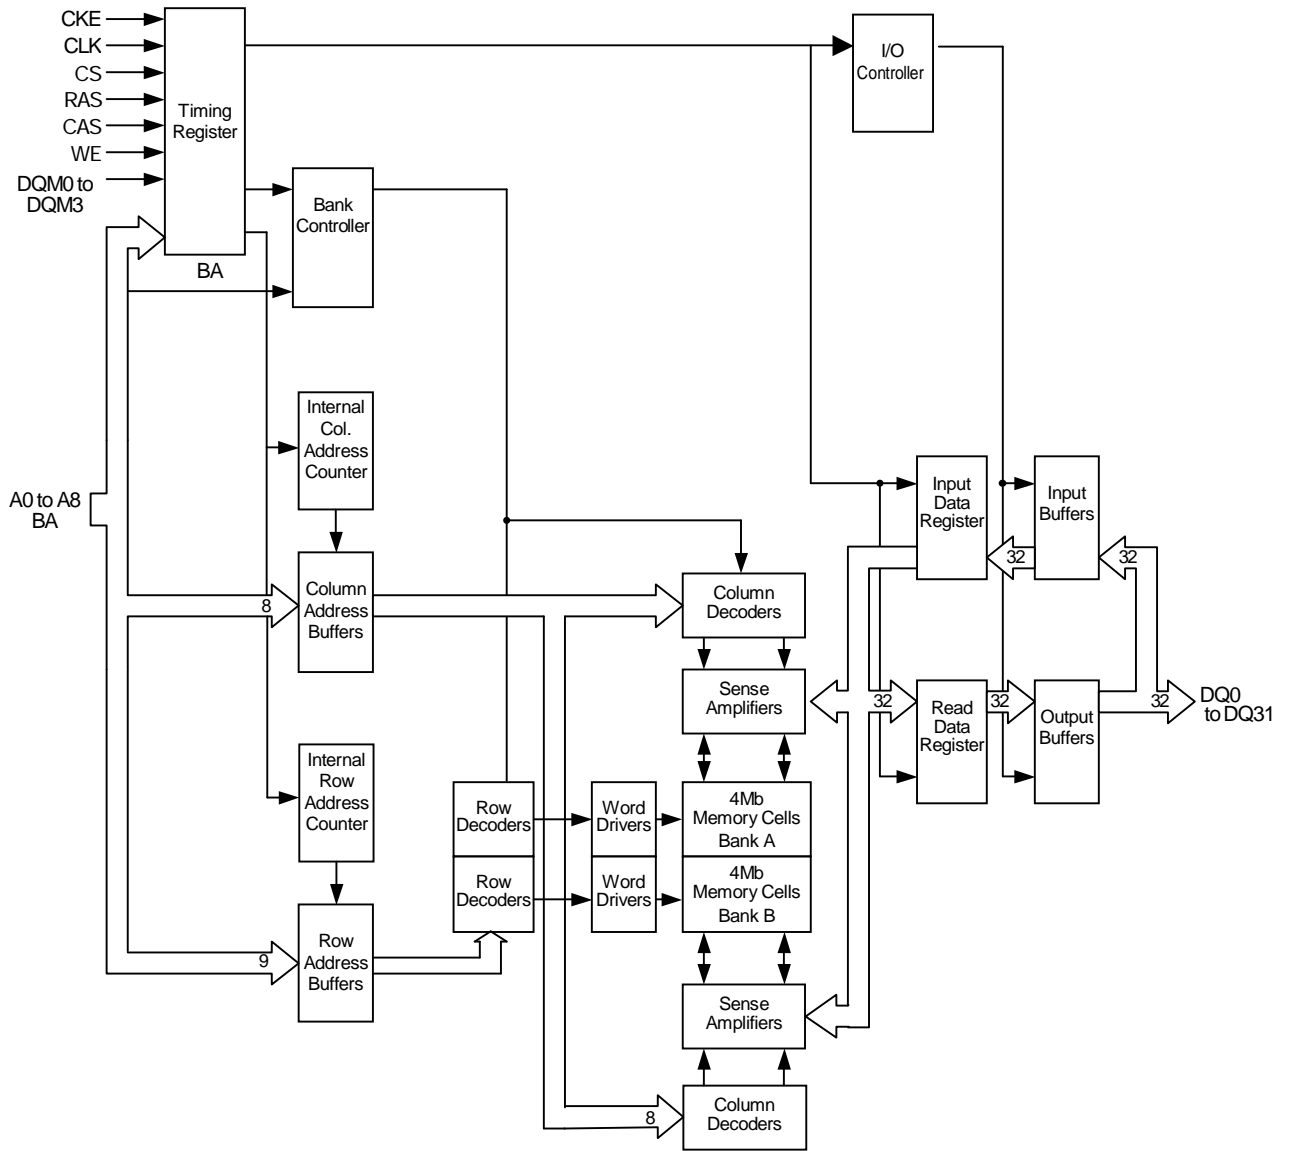 CKE
CLK
CS
RAS
CAS
WE
DQM0 to
DQM3
Timing
Register
BA
Bank
Controller
I/O
Controller
Internal
Col.
Address
Counter
A0 to A8
BA
8
Column
Address
Buffers
Internal
Row
Address
Counter
9
Row
Address
Buffers
Row
Decoders
Row
Decoders
Word
Drivers
Word
Drivers
Column
Decoders
Sense
Amplifiers
4Mb
Memory Cells
Bank A
4Mb
Memory Cells
Bank B
Sense
Amplifiers
8
Column
Decoders
Input
Data
Register
32
Input
Buffers
32
32
Read
Data
Register
32
Output
Buffers
32
DQ0
to DQ31